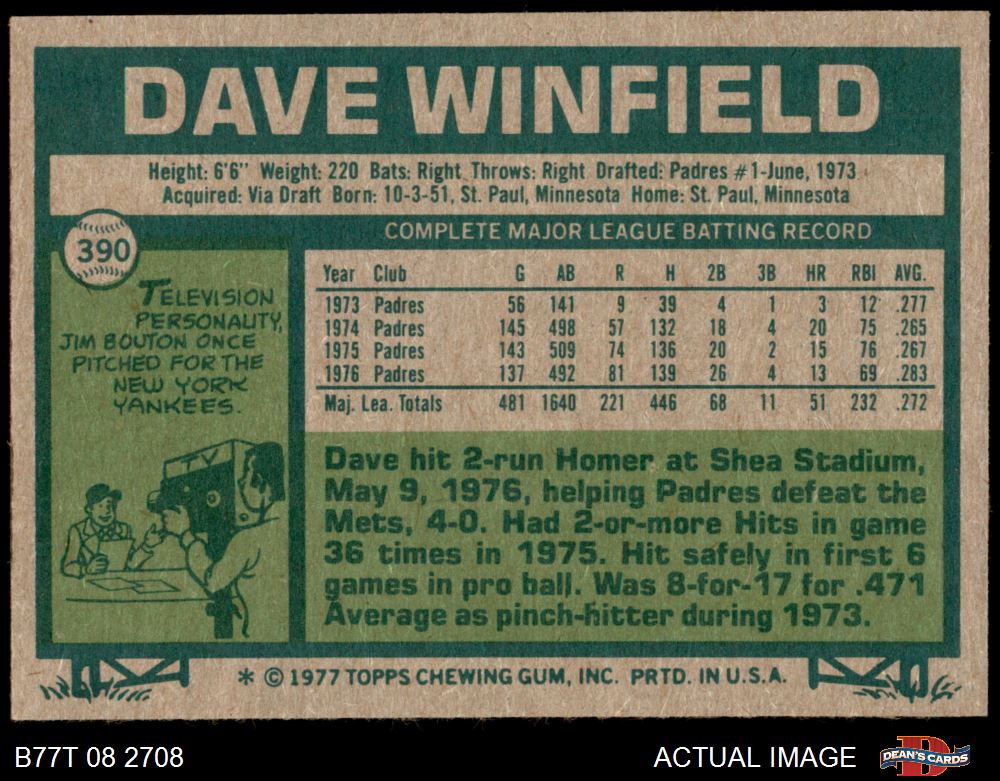 DAVE WINFIELD
Height: 6'6" Weight: 220 Bats: Right Throws: Right Drafted: Padres #1-June, 1973
Acquired: Via Draft Born: 10-3-51, St. Paul, Minnesota Home: St. Paul, Minnesota
390
TELEVISION
PERSONALITY,
JIM BOUTON ONCE
PITCHED FOR THE
NEW YORK
YANKEES.
TV
COMPLETE MAJOR LEAGUE BATTING RECORD
Year Club G AB R H 2B 3B HR RBI AVG.
1973 Padres 56 141 9 39 4 1 3 12 .277
1974 Padres 145 498 57 132 18 4 20 75 .265
1975 Padres 143 509 74 136 20 2 15 76 .267
1976 Padres 137 492 81 139 26 4 13 69 .283
Maj. Lea. Totals 481 1640 221 446 68 11 51 232 .272
Dave hit 2-run Homer at Shea Stadium,
May 9, 1976, helping Padres defeat the
Mets, 4-0. Had 2-or-more Hits in game
36 times in 1975. Hit safely in first 6
games in pro ball. Was 8-for-17 for .471
Average as pinch-hitter during 1973.
* © 1977 TOPPS CHEWING GUM, INC. PRTD. IN U.S.A.
B77T 08 2708
ACTUAL IMAGE
DEAN'S CARDS